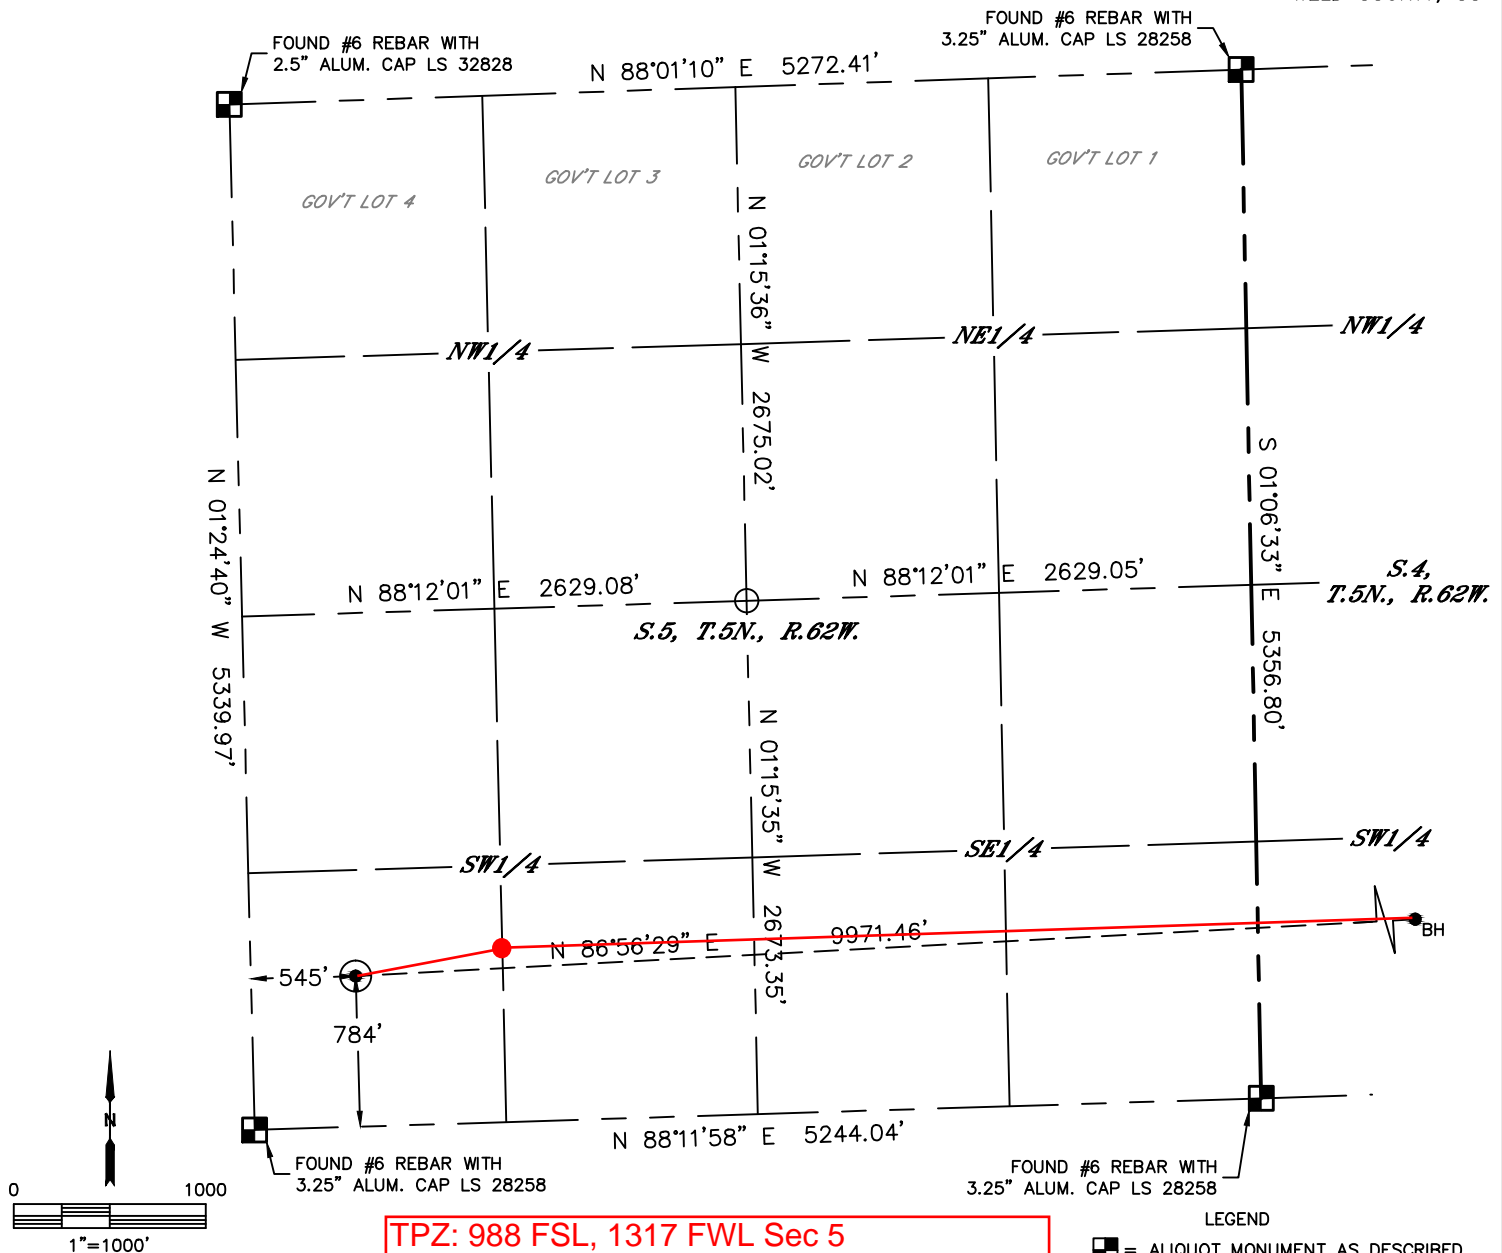 FOUND #6 REBAR WITH
3.25" ALUM. CAP LS 28258
FOUND #6 REBAR WITH
2.5" ALUM. CAP LS 32828
N 88°01'10" E 5272.41'
GOV'T LOT 4
GOV'T LOT 3
GOV'T LOT 2
GOV'T LOT 1
N 01°15'36" W 2675.02'
NW1/4
NE1/4
NW1/4
N 01°24'40" W 5339.97'
S 01°06'33" E 5356.80'
N 88°12'01" E 2629.08'
N 88°12'01" E 2629.05'
S.4,
T.5N., R.62W.
S.5, T.5N., R.62W.
N 01°15'35" W 2673.35'
SW1/4
SE1/4
SW1/4
N 86°56'29" E 9971.46'
BH
545'
784'
N
N 88°11'58" E 5244.04'
FOUND #6 REBAR WITH
3.25" ALUM. CAP LS 28258
FOUND #6 REBAR WITH
3.25" ALUM. CAP LS 28258
0 1000
1"=1000'
TPZ: 988 FSL, 1317 FWL Sec 5
LEGEND
= ALIQUOT MONUMENT AS DESCRIBED